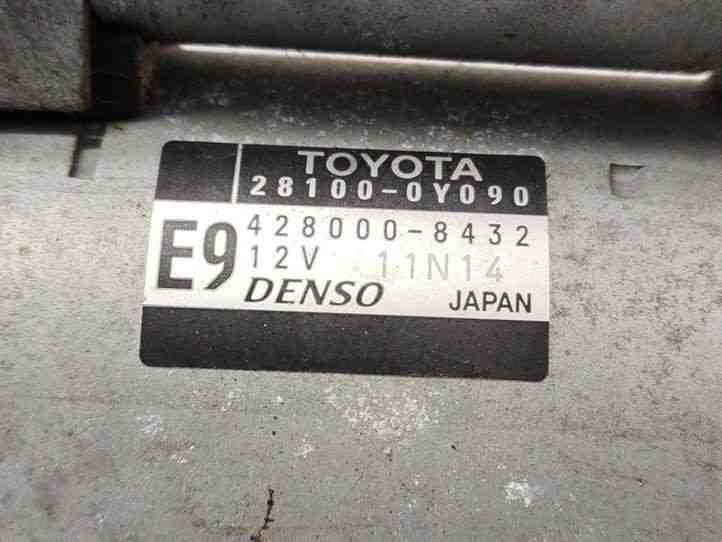 TOYOTA
28100-0Y090
E9
428000-8432
12V 11N14
DENSO JAPAN